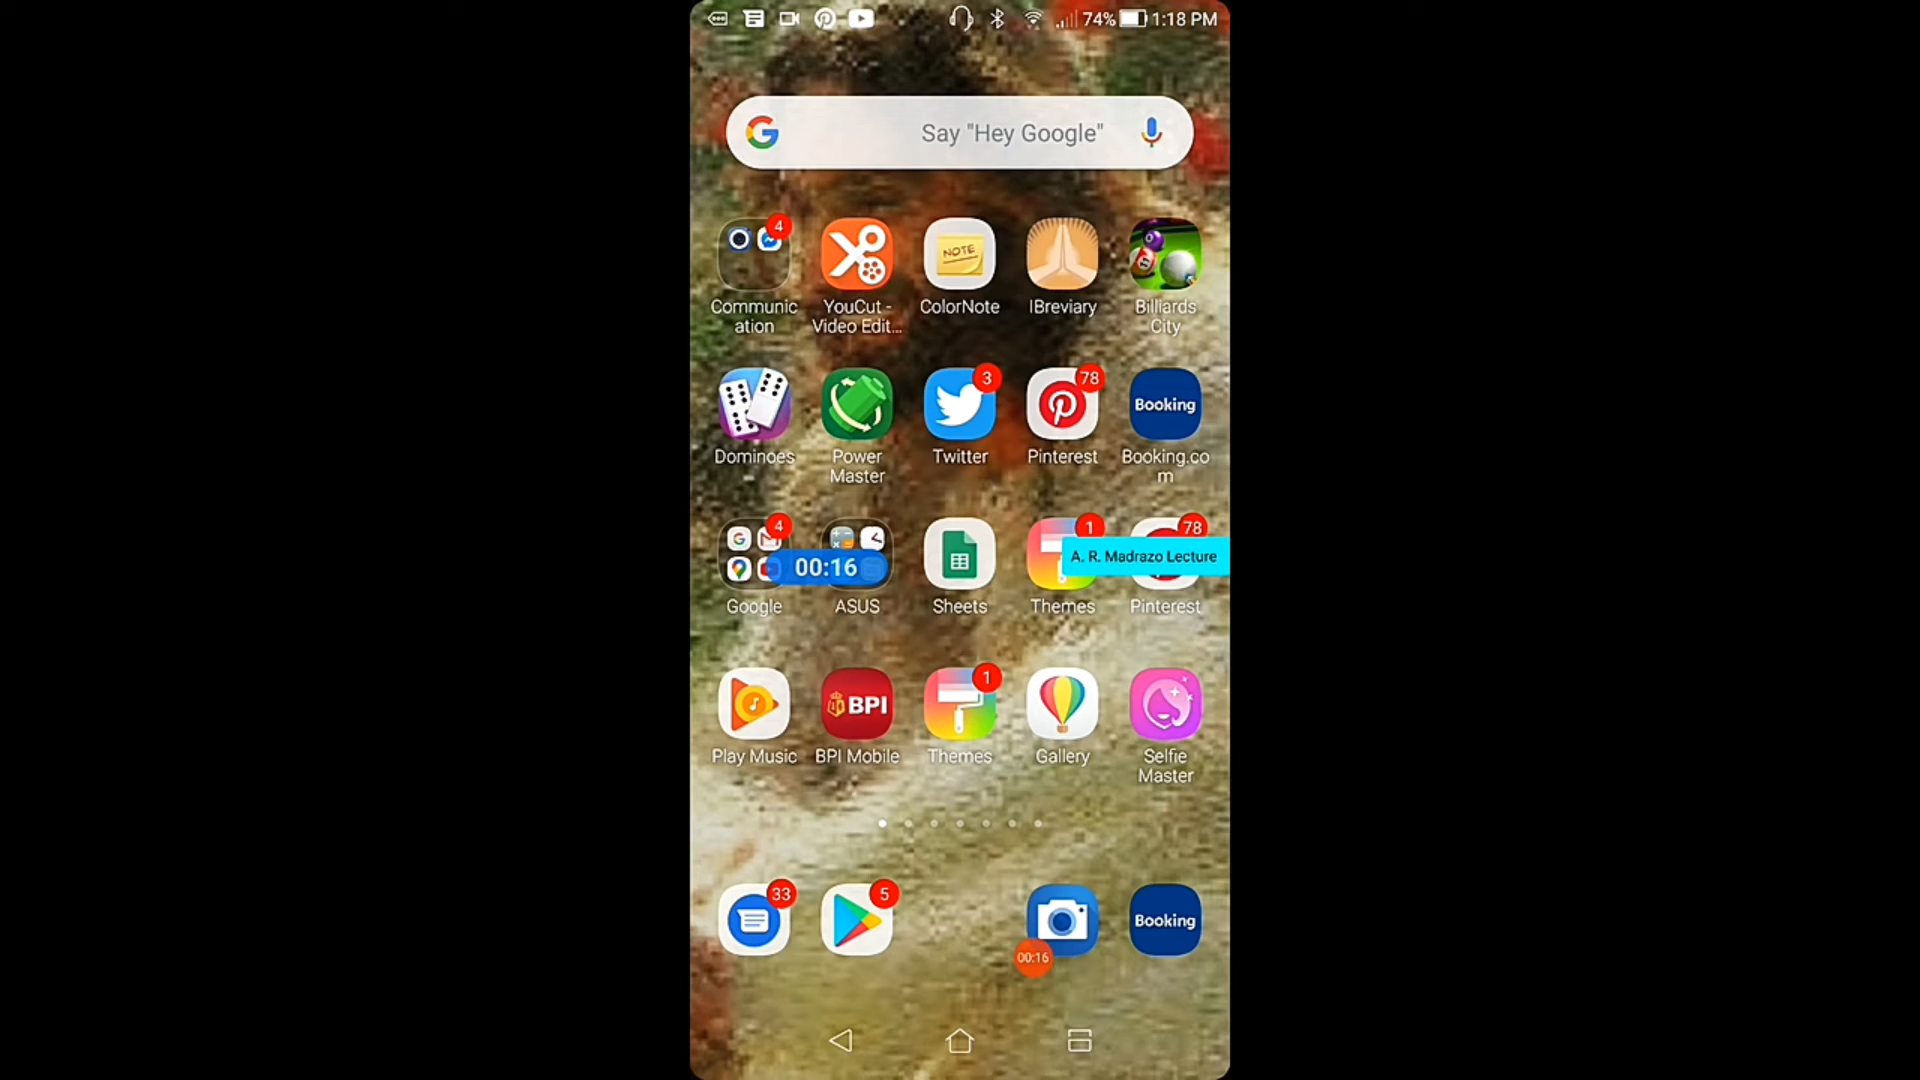 74% 1:18 PM
Say "Hey Google"
4
NOTE
Communic
ation
YouCut -
Video Edit...
ColorNote
IBreviary
Billiards
City
3
78
Booking
Dominoes
–
Power
Master
Twitter
Pinterest
Booking.co
m
4
1
78
00:16
A. R. Madrazo Lecture
Google
ASUS
Sheets
Themes
Pinterest
1
BPI
Play Music
BPI Mobile
Themes
Gallery
Selfie
Master
33
5
Booking
00:16